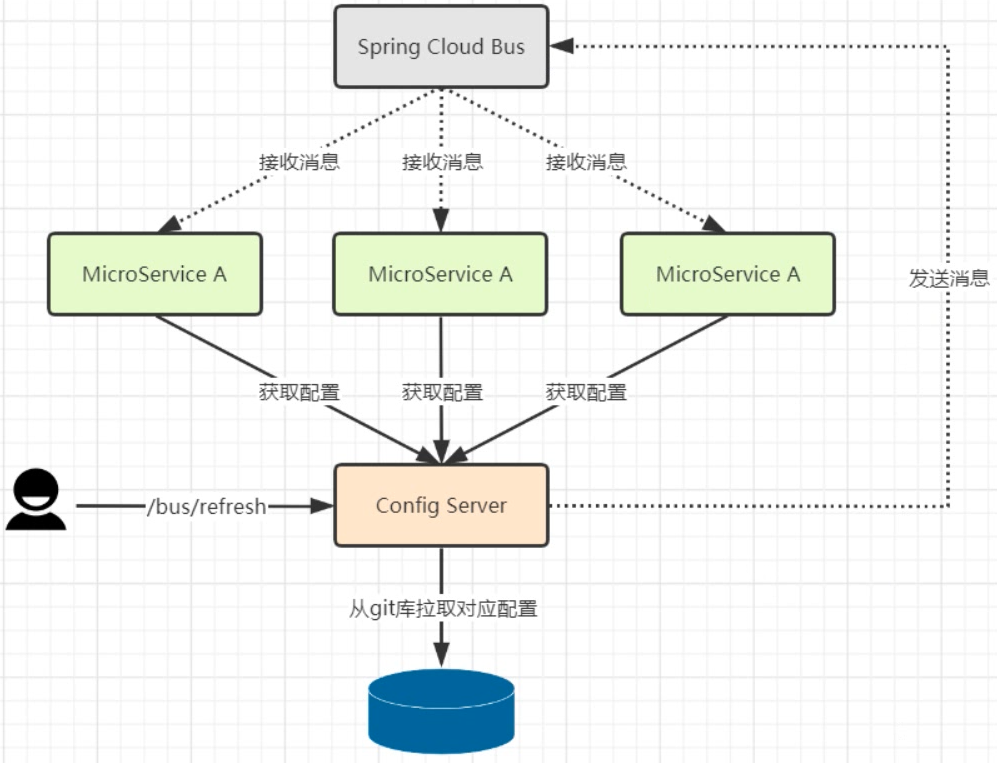 Spring Cloud Bus
接收消息
接收消息
接收消息
MicroService A
MicroService A
MicroService A
发送消息
获取配置
获取配置
获取配置
/bus/refresh
Config Server
从git库拉取对应配置